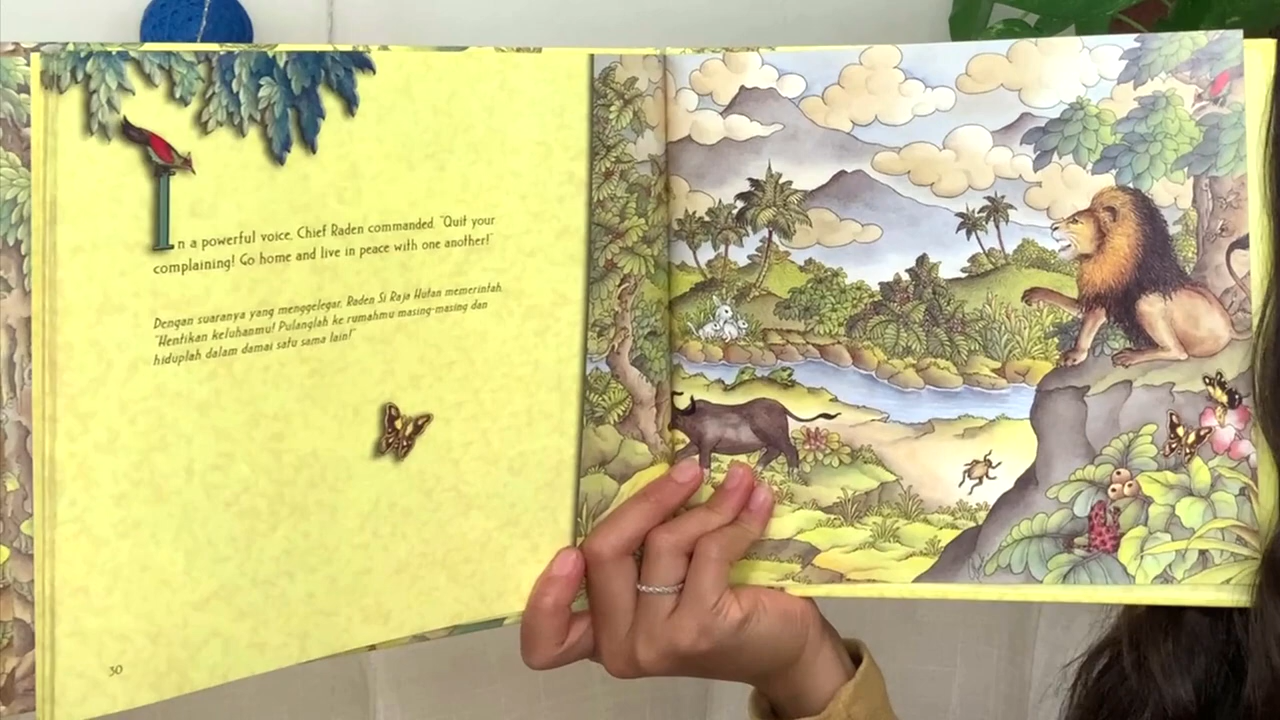 In a powerful voice, Chief Raden commanded, "Quit your
complaining! Go home and live in peace with one another!"
Dengan suaranya yang menggelegar, Raden Si Raja Hutan memerintah,
"Hentikan keluhanmu! Pulanglah ke rumahmu masing-masing dan
hiduplah dalam damai satu sama lain!"
30